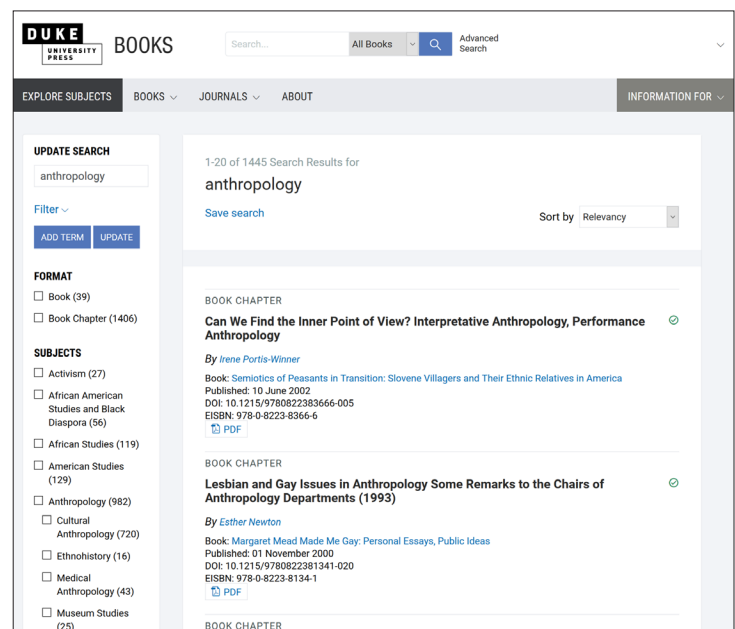 DUKE
UNIVERSITY
PRESS
BOOKS
Search...
All Books
Advanced
Search
EXPLORE SUBJECTS
BOOKS
JOURNALS
ABOUT
INFORMATION FOR
UPDATE SEARCH
anthropology
Filter
ADD TERM
UPDATE
FORMAT
Book (39)
Book Chapter (1406)
SUBJECTS
Activism (27)
African American
Studies and Black
Diaspora (56)
African Studies (119)
American Studies
(129)
Anthropology (982)
Cultural
Anthropology (720)
Ethnohistory (16)
Medical
Anthropology (43)
Museum Studies
(25)
1-20 of 1445 Search Results for
anthropology
Save search
Sort by Relevancy
BOOK CHAPTER
Can We Find the Inner Point of View? Interpretative Anthropology, Performance
Anthropology
By Irene Portis-Winner
Book: Semiotics of Peasants in Transition: Slovene Villagers and Their Ethnic Relatives in America
Published: 10 June 2002
DOI: 10.1215/9780822383666-005
EISBN: 978-0-8223-8366-6
PDF
BOOK CHAPTER
Lesbian and Gay Issues in Anthropology Some Remarks to the Chairs of
Anthropology Departments (1993)
By Esther Newton
Book: Margaret Mead Made Me Gay: Personal Essays, Public Ideas
Published: 01 November 2000
DOI: 10.1215/9780822381341-020
EISBN: 978-0-8223-8134-1
PDF
BOOK CHAPTER